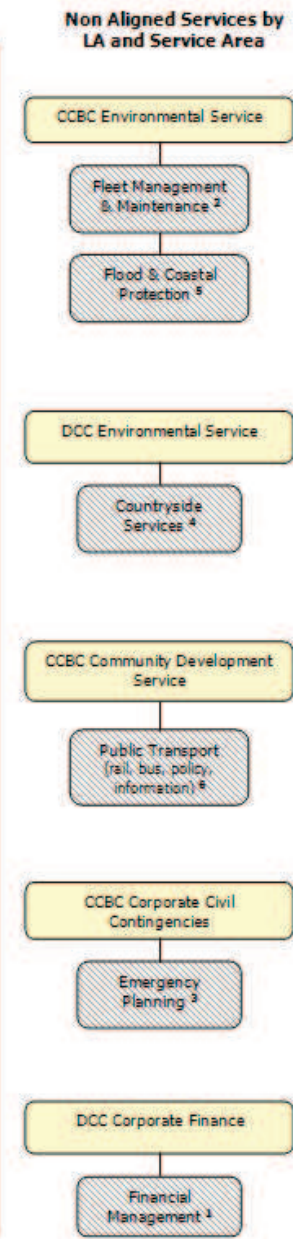 Non Aligned Services by
LA and Service Area
CCBC Environmental Service
Fleet Management
& Maintenance ²
Flood & Coastal
Protection ⁵
DCC Environmental Service
Countryside
Services ⁴
CCBC Community Development
Service
Public Transport
(rail, bus, policy,
information) ⁶
CCBC Corporate Civil
Contingencies
Emergency
Planning ³
DCC Corporate Finance
Financial
Management ¹